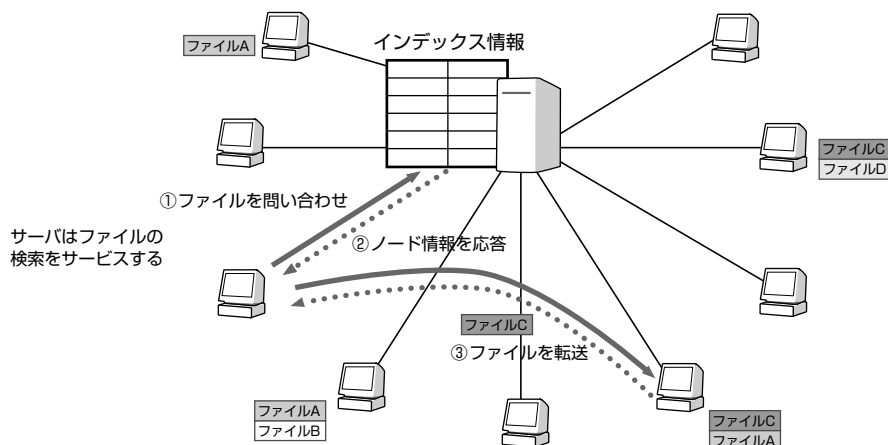 インデックス情報
ファイルA
ファイルC
ファイルD
①ファイルを問い合わせ
サーバはファイルの
検索をサービスする
②ノード情報を応答
ファイルC
③ファイルを転送
ファイルA
ファイルB
ファイルC
ファイルA